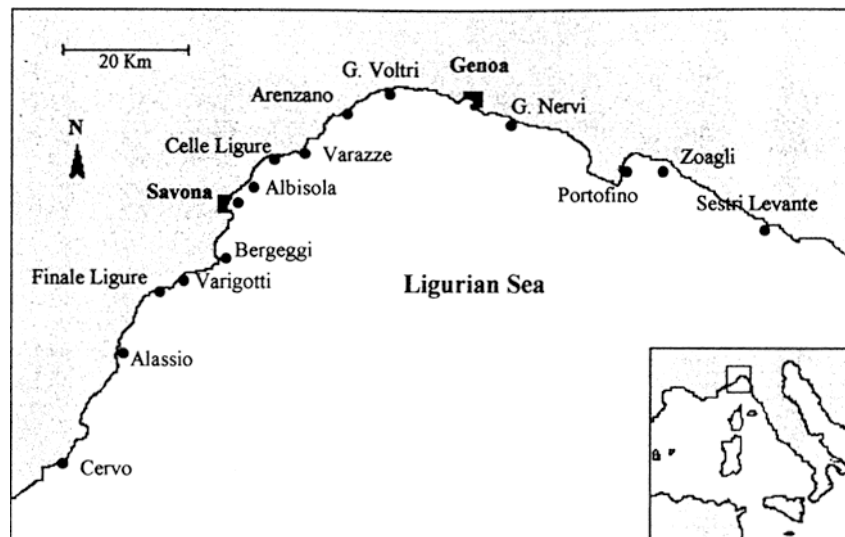 20 Km
N
G. Voltri
Genoa
Arenzano
G. Nervi
Celle Ligure
Varazze
Zoagli
Savona
Albisola
Portofino
Sestri Levante
Bergeggi
Finale Ligure
Varigotti
Ligurian Sea
Alassio
Cervo